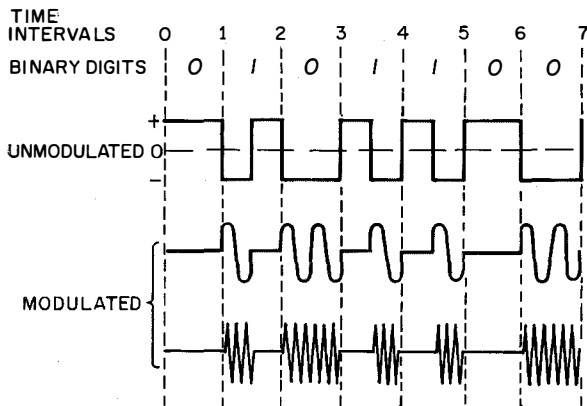 TIME
INTERVALS 0 1 2 3 4 5 6 7
BINARY DIGITS 0 1 0 1 1 0 0
+
UNMODULATED 0
−
MODULATED